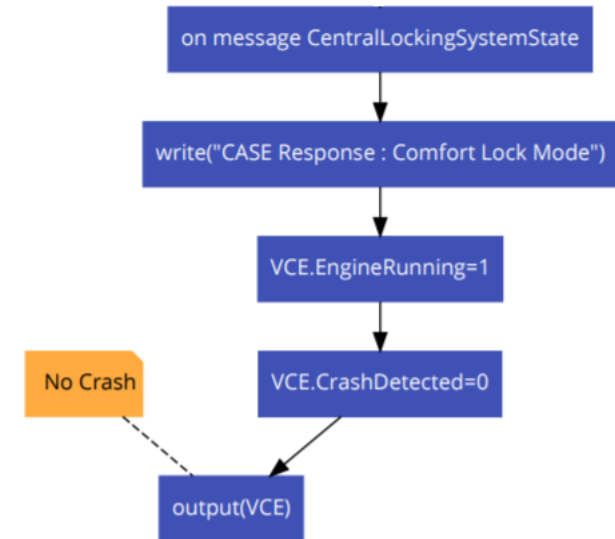 on message CentralLockingSystemState
write("CASE Response : Comfort Lock Mode")
VCE.EngineRunning=1
No Crash
VCE.CrashDetected=0
output(VCE)